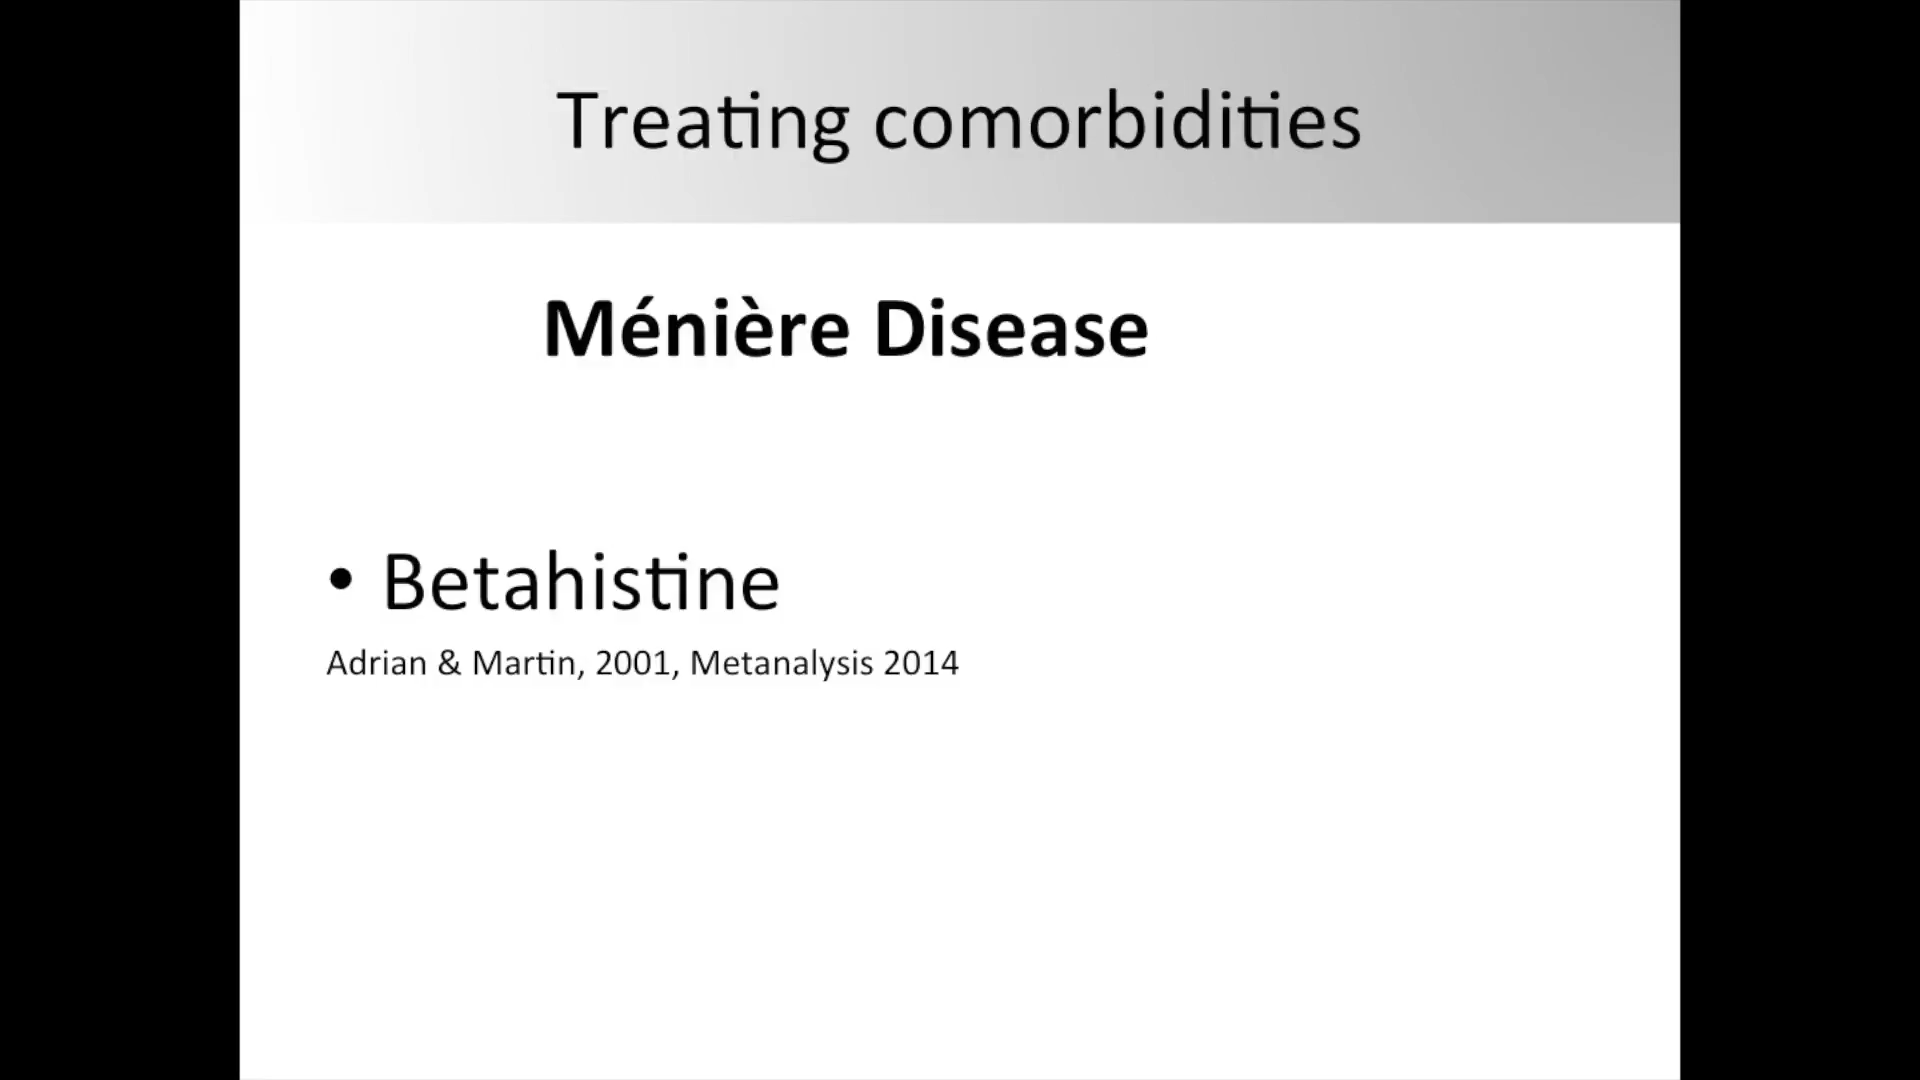 Treating comorbidities
Ménière Disease
• Betahistine
Adrian & Martin, 2001, Metanalysis 2014